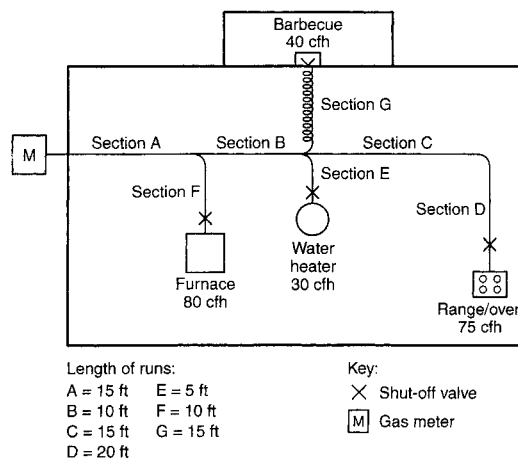 Barbecue
40 cfh
Section G
Section A
Section B
Section C
M
Section E
Section F
Section D
Furnace
80 cfh
Water
heater
30 cfh
Range/oven
75 cfh
Length of runs:
A = 15 ft E = 5 ft
B = 10 ft F = 10 ft
C = 15 ft G = 15 ft
D = 20 ft
Key:
Shut-off valve
M Gas meter